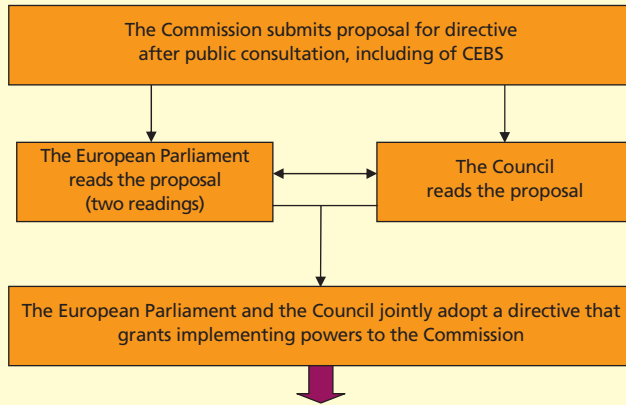 The Commission submits proposal for directive
after public consultation, including of CEBS
The European Parliament
reads the proposal
(two readings)
The Council
reads the proposal
The European Parliament and the Council jointly adopt a directive that
grants implementing powers to the Commission